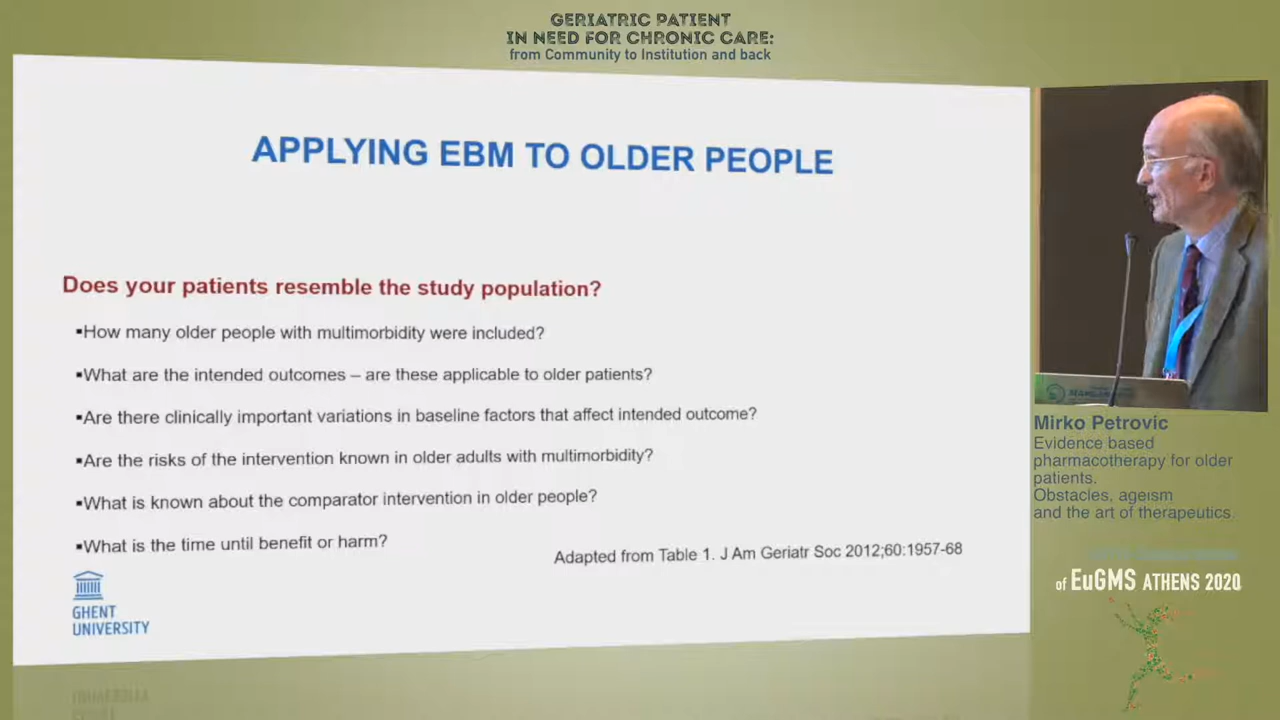 GERIATRIC PATIENT
IN NEED FOR CHRONIC CARE:
from Community to Institution and back
APPLYING EBM TO OLDER PEOPLE
Does your patients resemble the study population?
▪How many older people with multimorbidity were included?
▪What are the intended outcomes – are these applicable to older patients?
▪Are there clinically important variations in baseline factors that affect intended outcome?
▪Are the risks of the intervention known in older adults with multimorbidity?
▪What is known about the comparator intervention in older people?
▪What is the time until benefit or harm?
Adapted from Table 1. J Am Geriatr Soc 2012;60:1957-68
GHENT
UNIVERSITY
Mirko Petrovic
Evidence based
pharmacotherapy for older
patients.
Obstacles, ageism
and the art of therapeutics.
of EuGMS ATHENS 2020